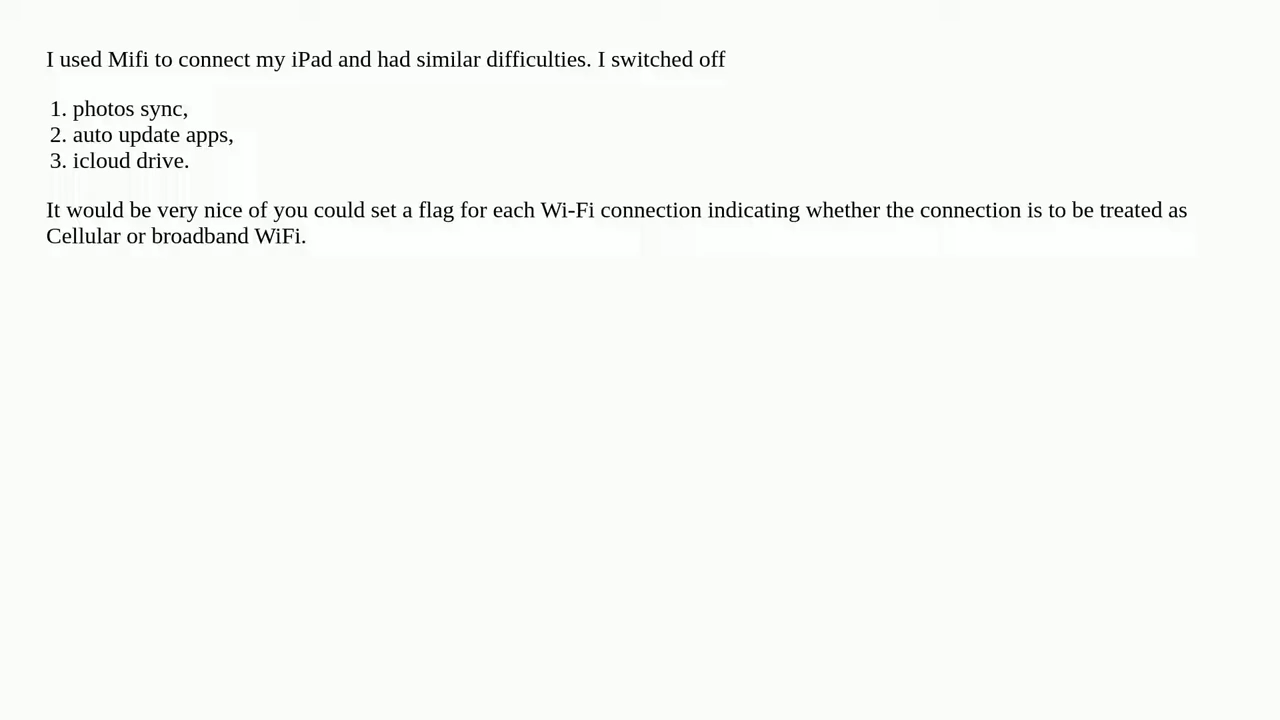 I used Mifi to connect my iPad and had similar difficulties. I switched off
1. photos sync,
2. auto update apps,
3. icloud drive.
It would be very nice of you could set a flag for each Wi-Fi connection indicating whether the connection is to be treated as
Cellular or broadband WiFi.